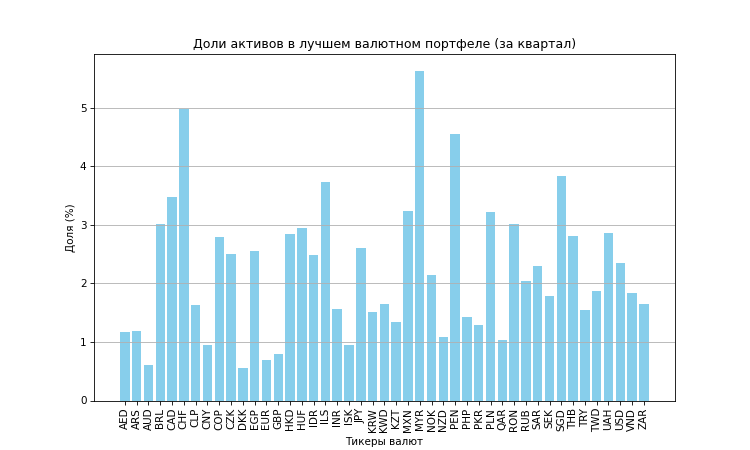 Доли активов в лучшем валютном портфеле (за квартал)
Доля (%)
5
4
3
2
1
0
AED ARS AUD BRL CAD CHF CLP CNY COP CZK DKK EGP EUR GBP HKD HUF IDR ILS INR ISK JPY KRW KWD KZT MXN MYR NOK NZD PEN PHP PKR PLN QAR RON RUB SAR SEK SGD THB TRY TWD UAH USD VND ZAR
Тикеры валют